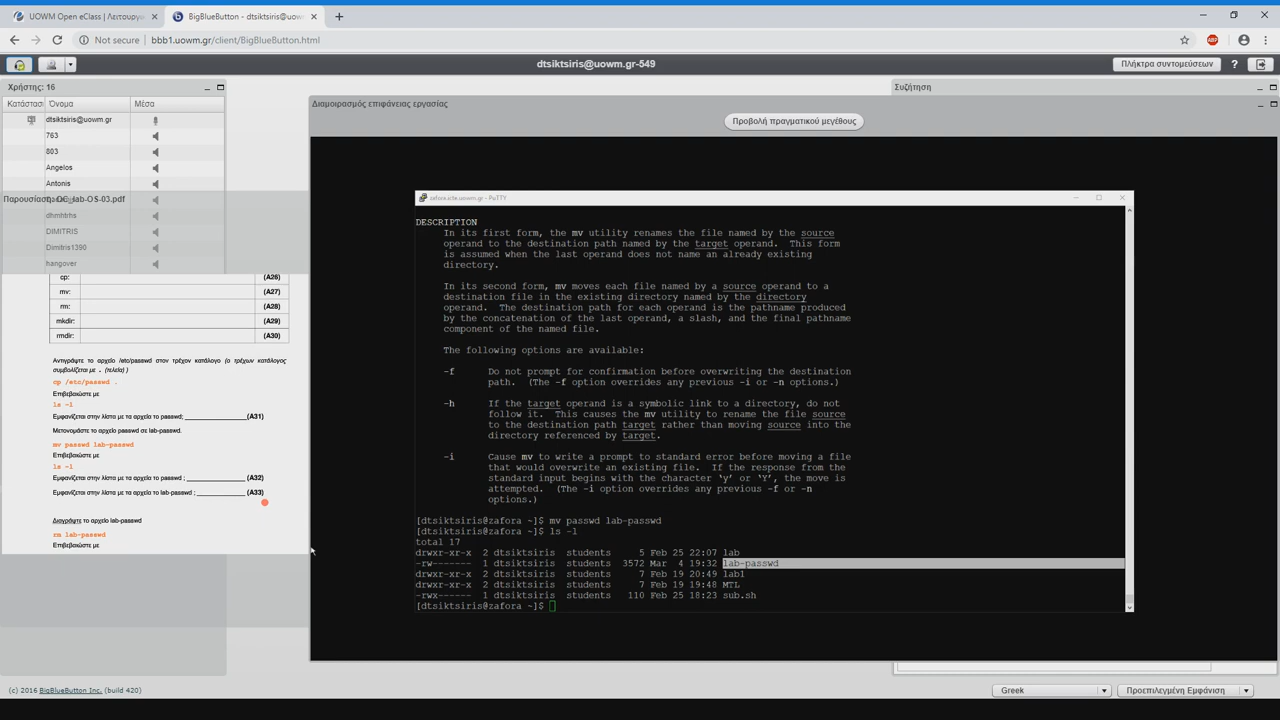 UOWM Open eClass | Λειτουργι
BigBlueButton - dtsiktsiris@uow
Not secure
bbb1.uowm.gr/client/BigBlueButton.html
ABP
dtsiktsiris@uowm.gr-549
Πλήκτρα συντομεύσεων
?
Χρήστης: 16
Κατάστασ
Όνομα
Μέσα
dtsiktsiris@uowm.gr
763
803
Angelos
Antonis
Παρουσίαση: OC_lab-OS-03.pdf
dhmhtrhs
DIMITRIS
Dimitris1390
hangover
cp: (A26)
mv: (A27)
rm: (A28)
mkdir: (A29)
rmdir: (A30)
Αντιγράψτε το αρχείο /etc/passwd στον τρέχον κατάλογο (ο τρέχων κατάλογος
συμβολίζεται με . (τελεία) )
cp /etc/passwd .
Επιβεβαιώστε με
ls -l
Εμφανίζεται στην λίστα με τα αρχεία το passwd; (A31)
Μετονομάστε το αρχείο passwd σε lab-passwd.
mv passwd lab-passwd
Επιβεβαιώστε με
ls -l
Εμφανίζεται στην λίστα με τα αρχεία το passwd ; (A32)
Εμφανίζεται στην λίστα με τα αρχεία το lab-passwd ; (A33)
Διαγράψτε το αρχείο lab-passwd
rm lab-passwd
Επιβεβαιώστε με
Διαμοιρασμός επιφάνειας εργασίας
Συζήτηση
Προβολή πραγματικού μεγέθους
zafora.icte.uowm.gr - PuTTY
DESCRIPTION
In its first form, the mv utility renames the file named by the source
operand to the destination path named by the target operand. This form
is assumed when the last operand does not name an already existing
directory.
In its second form, mv moves each file named by a source operand to a
destination file in the existing directory named by the directory
operand. The destination path for each operand is the pathname produced
by the concatenation of the last operand, a slash, and the final pathname
component of the named file.
The following options are available:
-f Do not prompt for confirmation before overwriting the destination
path. (The -f option overrides any previous -i or -n options.)
-h If the target operand is a symbolic link to a directory, do not
follow it. This causes the mv utility to rename the file source
to the destination path target rather than moving source into the
directory referenced by target.
-i Cause mv to write a prompt to standard error before moving a file
that would overwrite an existing file. If the response from the
standard input begins with the character ‘y’ or ‘Y’, the move is
attempted. (The -i option overrides any previous -f or -n
options.)
[dtsiktsiris@zafora ~]$ mv passwd lab-passwd
[dtsiktsiris@zafora ~]$ ls -l
total 17
drwxr-xr-x 2 dtsiktsiris students 5 Feb 25 22:07 lab
-rw------- 1 dtsiktsiris students 3572 Mar 4 19:32 lab-passwd
drwxr-xr-x 2 dtsiktsiris students 7 Feb 19 20:49 lab1
drwxr-xr-x 2 dtsiktsiris students 7 Feb 19 19:48 MTL
-rwx------ 1 dtsiktsiris students 110 Feb 25 18:23 sub.sh
[dtsiktsiris@zafora ~]$
(c) 2016 BigBlueButton Inc. (build 420)
Greek
Προεπιλεγμένη Εμφάνιση